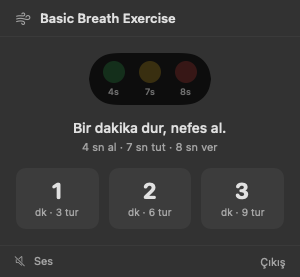 Basic Breath Exercise
4s 7s 8s
Bir dakika dur, nefes al.
4 sn al · 7 sn tut · 8 sn ver
1 2 3
dk · 3 tur dk · 6 tur dk · 9 tur
Ses Çıkış